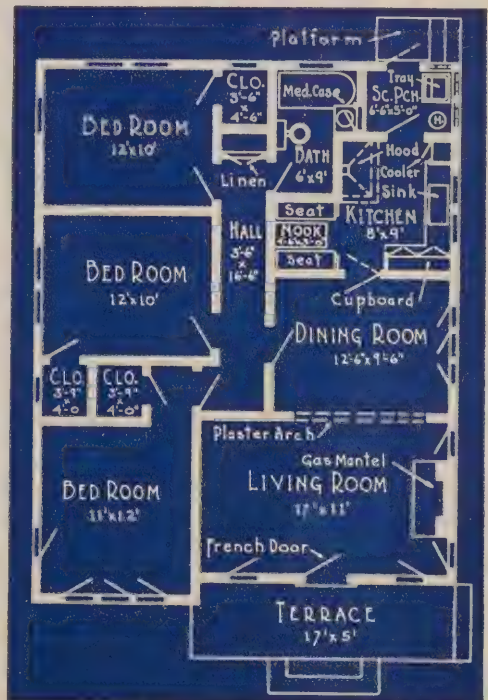 Platform
CLO.
3'-6"
x
4'-6"
Med. Case
Tray
Sc. Pch.
6'-6"x5'-0"
BED ROOM
12'x10'
H
Hood
Cooler
Linen
BATH
6'x9'
Sink
Seat
KITCHEN
8'x9'
HALL
3'-6"
x
16'-6"
NOOK
Seat
BED ROOM
12'x10'
Cupboard
DINING ROOM
12'-6"x9'-6"
CLO.
3'-9"
x
4'-0
CLO.
3'-9"
x
4'-0"
Plaster Arch
Gas Mantel
BED ROOM
11'x12'
LIVING ROOM
17'x11'
French Door
TERRACE
17'x5'